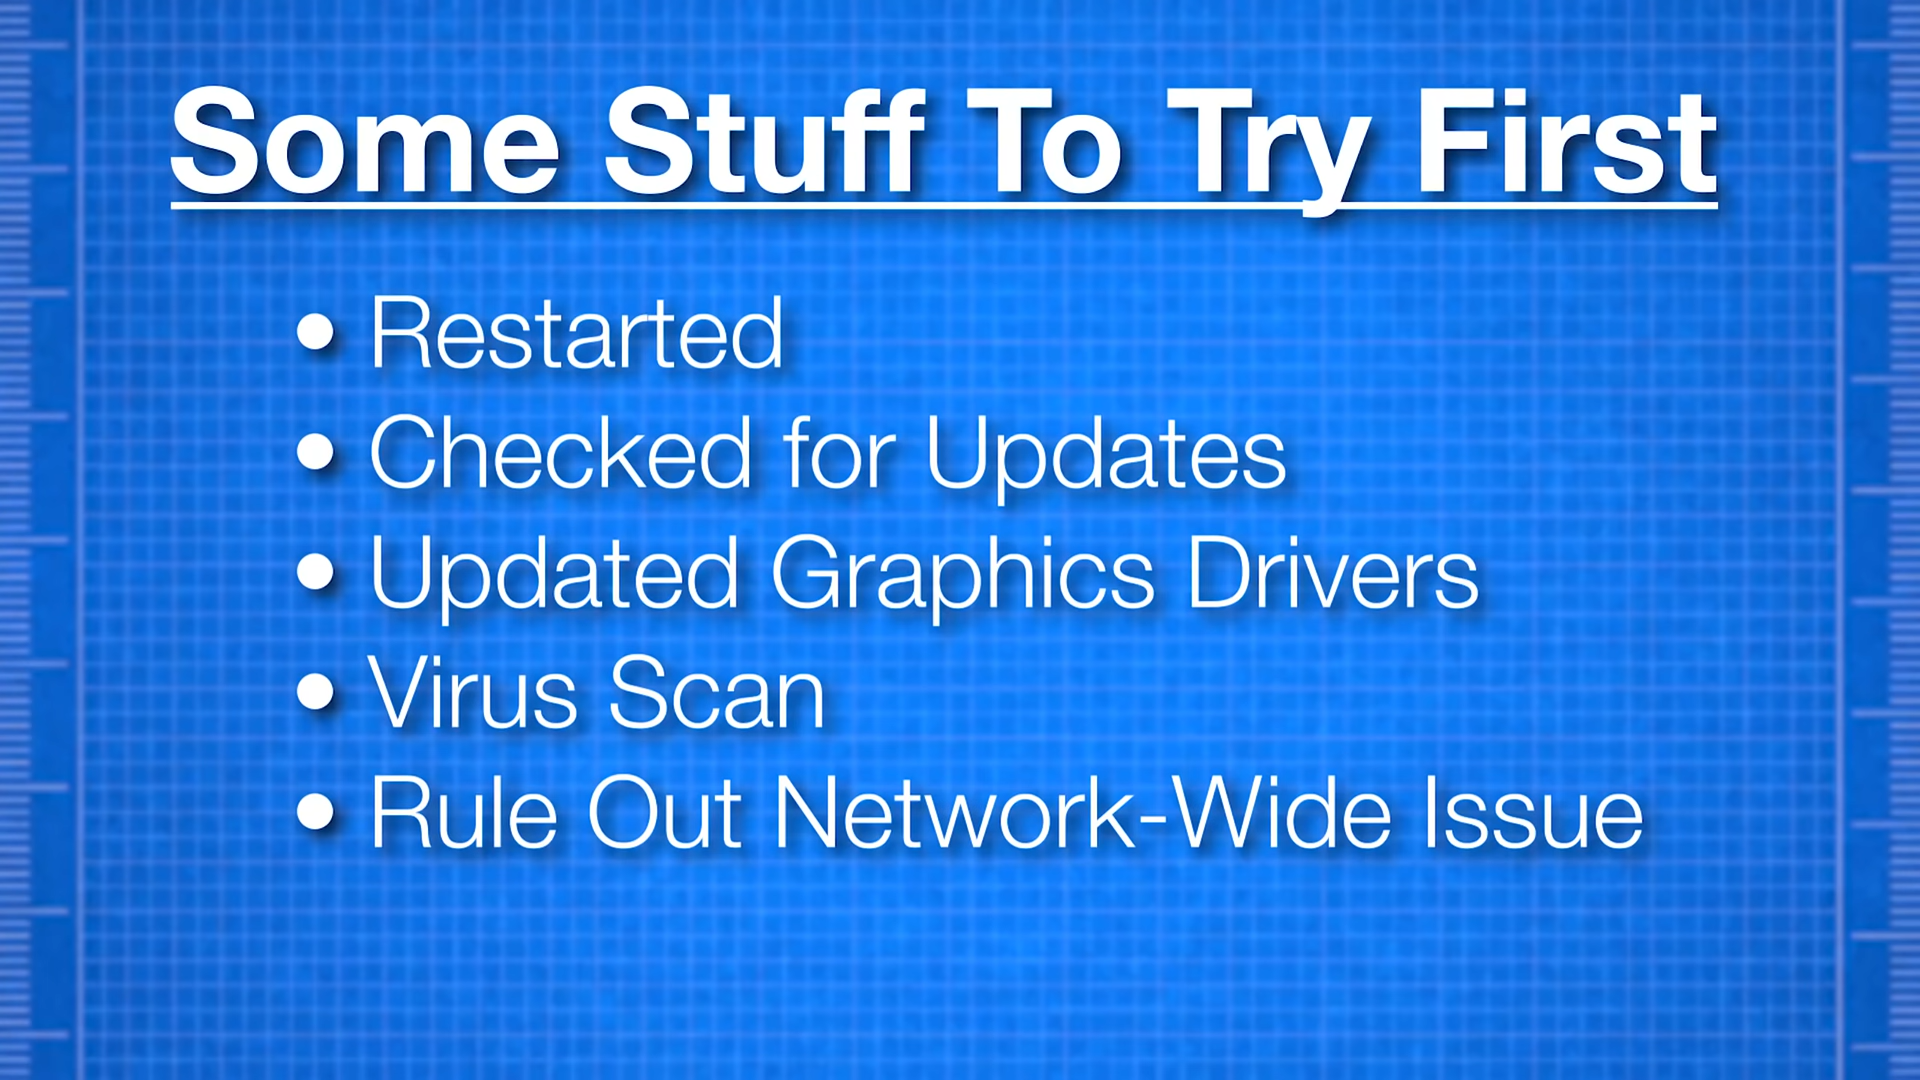 Some Stuff To Try First
• Restarted
• Checked for Updates
• Updated Graphics Drivers
• Virus Scan
• Rule Out Network-Wide Issue